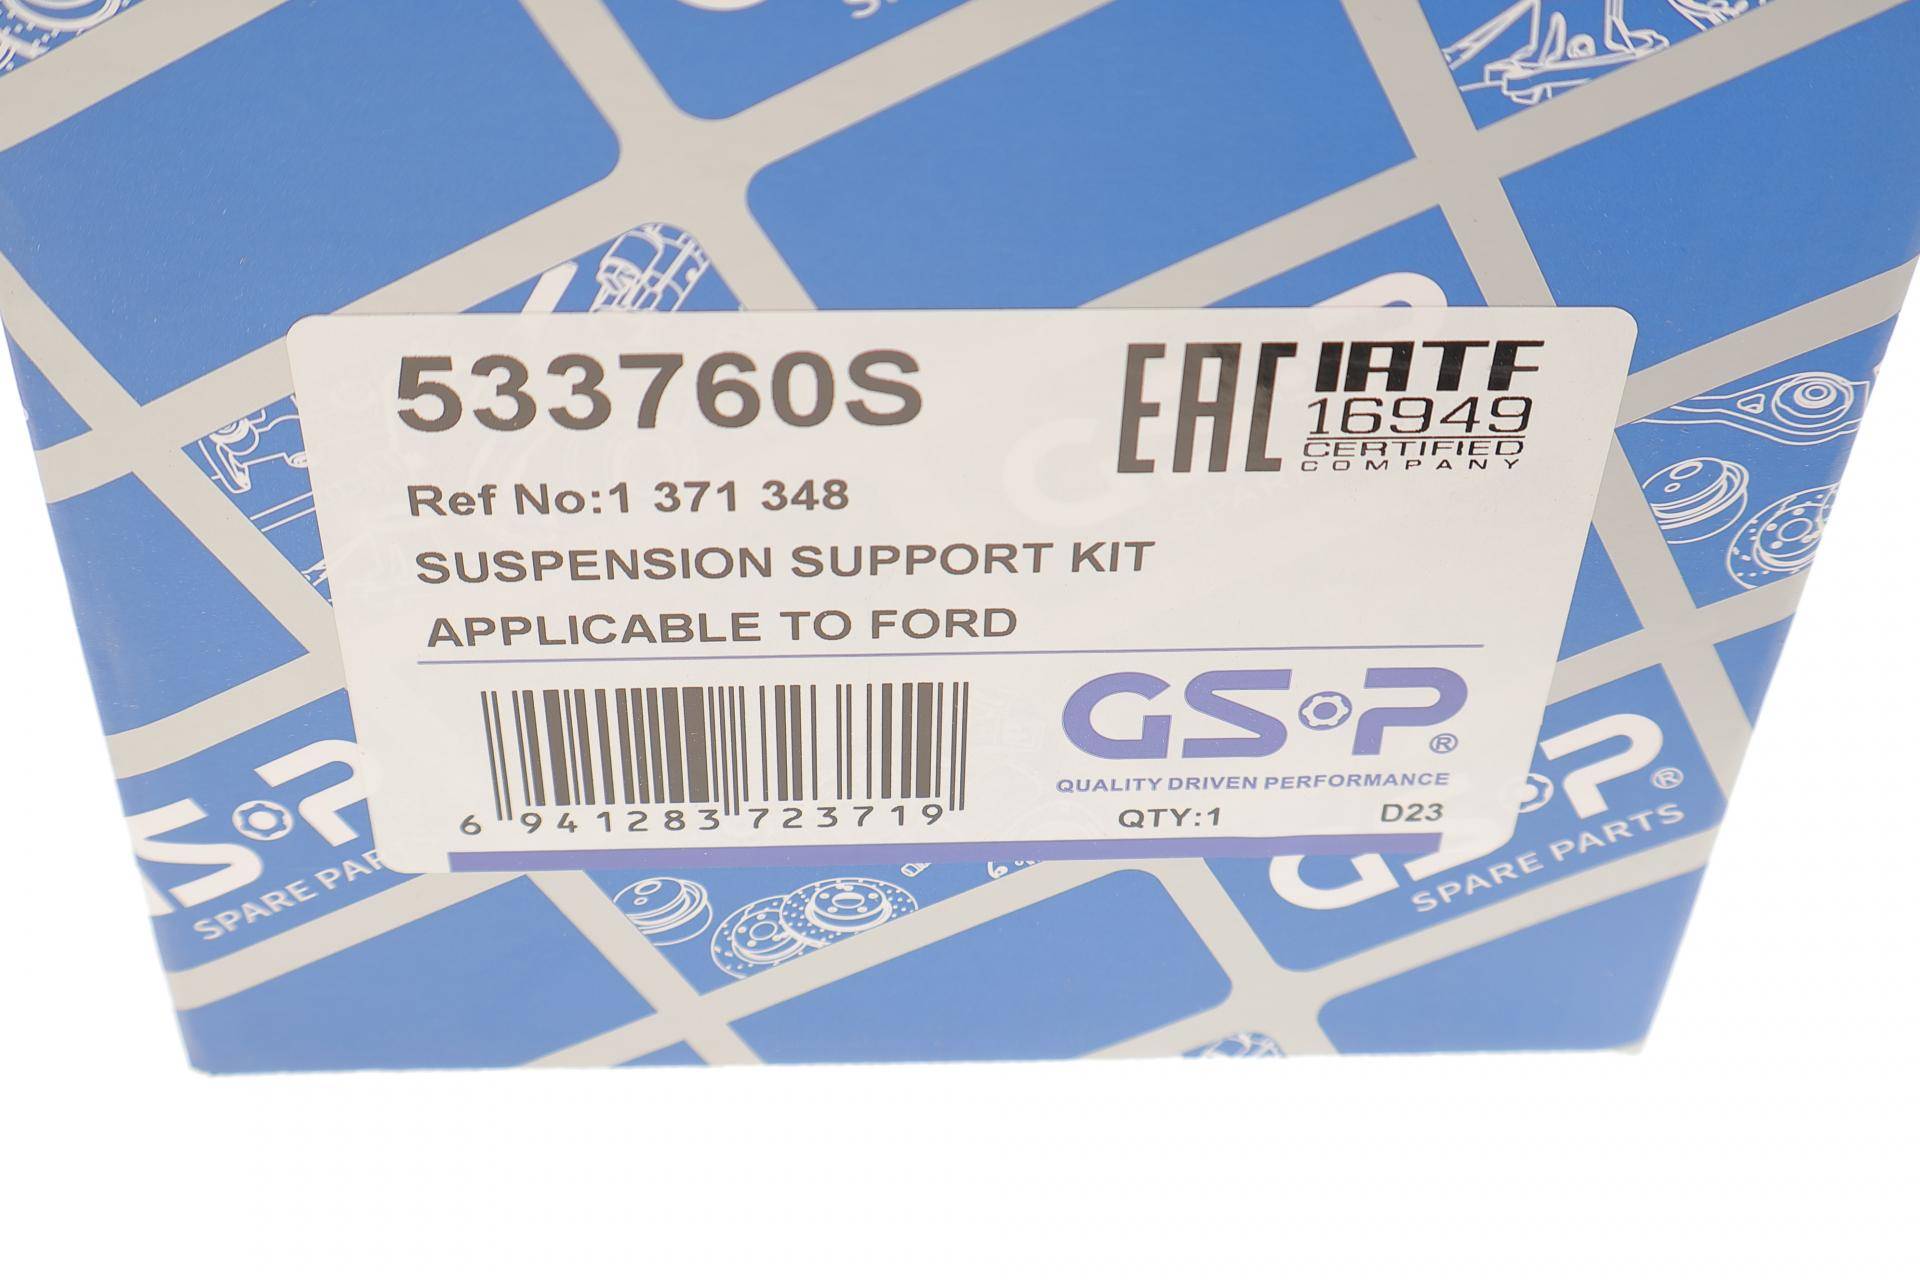 533760S
EAC
IATF
16949
CERTIFIED
COMPANY
Ref No:1 371 348
SUSPENSION SUPPORT KIT
APPLICABLE TO FORD
GSP®
QUALITY DRIVEN PERFORMANCE
6 941283 723719
QTY:1 D23
SPARE PARTS
SPARE PARTS